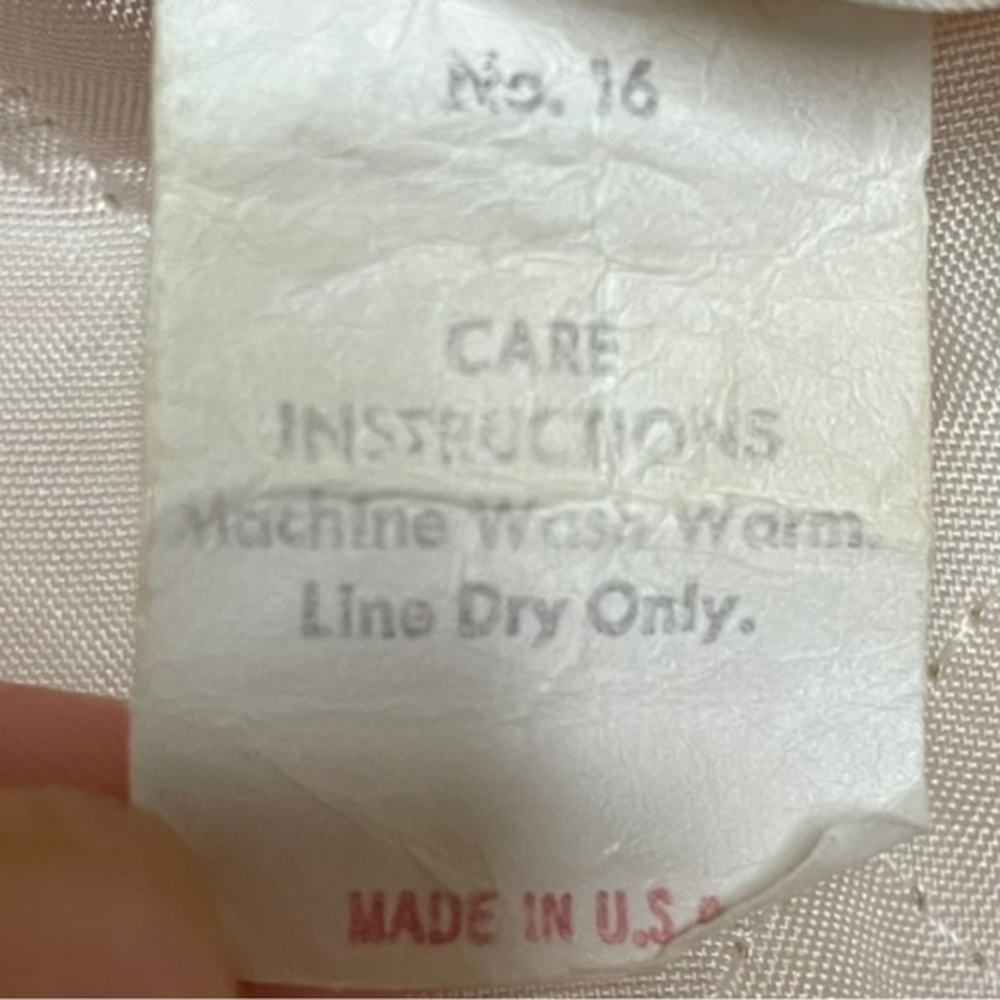 No. 16
CARE
INSTRUCTIONS
Machine Wash Warm.
Line Dry Only.
MADE IN U.S.